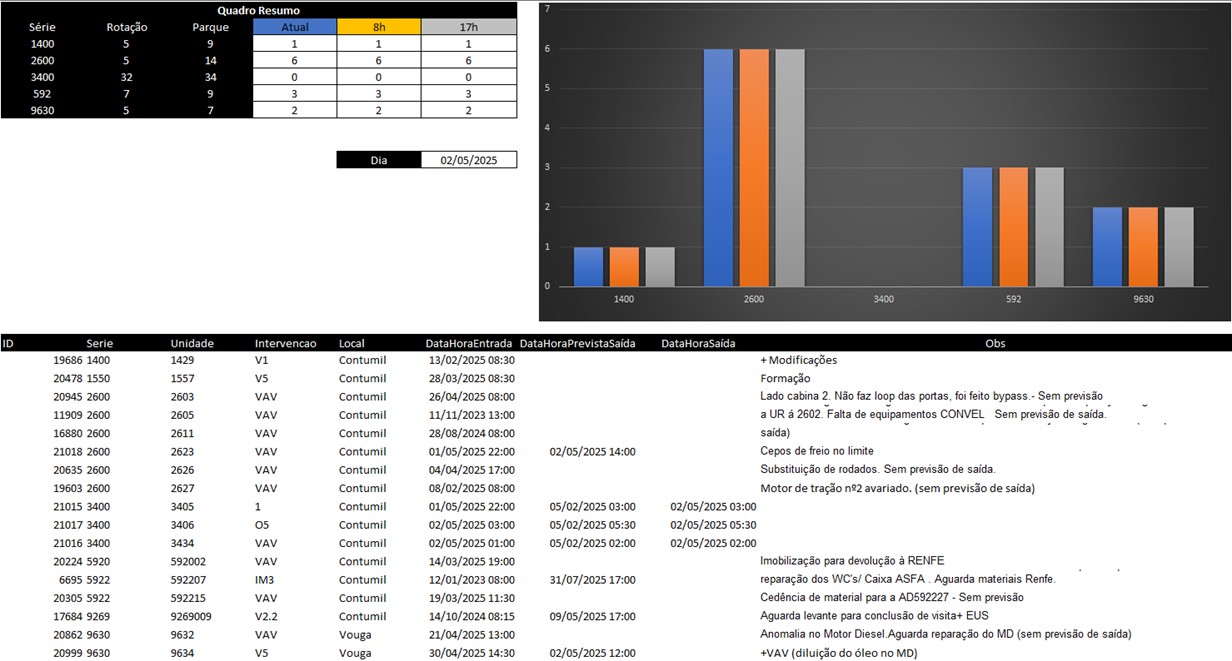 Quadro Resumo
Série Rotação Parque Atual 8h 17h
1400 5 9 1 1 1
2600 5 14 6 6 6
3400 32 34 0 0 0
592 7 9 3 3 3
9630 5 7 2 2 2
Dia 02/05/2025
7
6
5
4
3
2
1
0
1400 2600 3400 592 9630
ID Serie Unidade Intervencao Local DataHoraEntrada DataHoraPrevistaSaída DataHoraSaída Obs
19686 1400 1429 V1 Contumil 13/02/2025 08:30 + Modificações
20478 1550 1557 V5 Contumil 28/03/2025 08:30 Formação
20945 2600 2603 VAV Contumil 26/04/2025 08:00 Lado cabina 2. Não faz loop das portas, foi feito bypass.- Sem previsão
11909 2600 2605 VAV Contumil 11/11/2023 13:00 a UR á 2602. Falta de equipamentos CONVEL Sem previsão de saída.
16880 2600 2611 VAV Contumil 28/08/2024 08:00 saída)
21018 2600 2623 VAV Contumil 01/05/2025 22:00 02/05/2025 14:00 Cepos de freio no limite
20635 2600 2626 VAV Contumil 04/04/2025 17:00 Substituição de rodados. Sem previsão de saída.
19603 2600 2627 VAV Contumil 08/02/2025 08:00 Motor de tração nº2 avariado. (sem previsão de saída)
21015 3400 3405 1 Contumil 01/05/2025 22:00 05/02/2025 03:00 02/05/2025 03:00
21017 3400 3406 O5 Contumil 02/05/2025 03:00 05/02/2025 05:30 02/05/2025 05:30
21016 3400 3434 VAV Contumil 02/05/2025 01:00 05/02/2025 02:00 02/05/2025 02:00
20224 5920 592002 VAV Contumil 14/03/2025 19:00 Imobilização para devolução à RENFE
6695 5922 592207 IM3 Contumil 12/01/2023 08:00 31/07/2025 17:00 reparação dos WC's/ Caixa ASFA . Aguarda materiais Renfe.
20305 5922 592215 VAV Contumil 19/03/2025 11:30 Cedência de material para a AD592227 - Sem previsão
17684 9269 9269009 V2.2 Contumil 14/10/2024 08:15 09/05/2025 17:00 Aguarda levante para conclusão de visita+ EUS
20862 9630 9632 VAV Vouga 21/04/2025 13:00 Anomalia no Motor Diesel.Aguarda reparação do MD (sem previsão de saída)
20999 9630 9634 V5 Vouga 30/04/2025 14:30 02/05/2025 12:00 +VAV (diluição do óleo no MD)